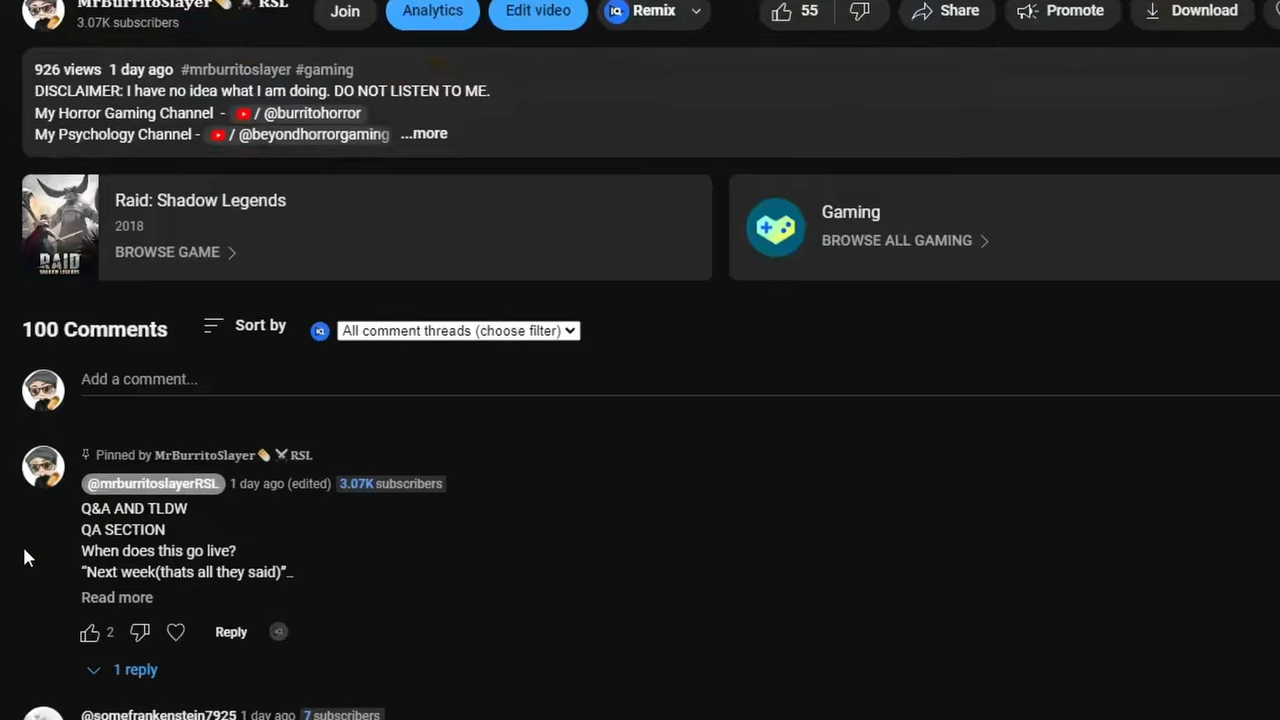 MrBurritoSlayer RSL
3.07K subscribers
Join
Analytics
Edit video
Remix
55
Share
Promote
Download
926 views 1 day ago #mrburritoslayer #gaming
DISCLAIMER: I have no idea what I am doing. DO NOT LISTEN TO ME.
My Horror Gaming Channel - / @burritohorror
My Psychology Channel - / @beyondhorrorgaming ...more
Raid: Shadow Legends
2018
BROWSE GAME
RAID
SHADOW LEGENDS
Gaming
BROWSE ALL GAMING
100 Comments
Sort by
All comment threads (choose filter)
Add a comment...
Pinned by MrBurritoSlayer RSL
@mrburritoslayerRSL 1 day ago (edited) 3.07K subscribers
Q&A AND TLDW
QA SECTION
When does this go live?
“Next week(thats all they said)”...
Read more
2
Reply
1 reply
@somefrankenstein7925 1 day ago 7 subscribers